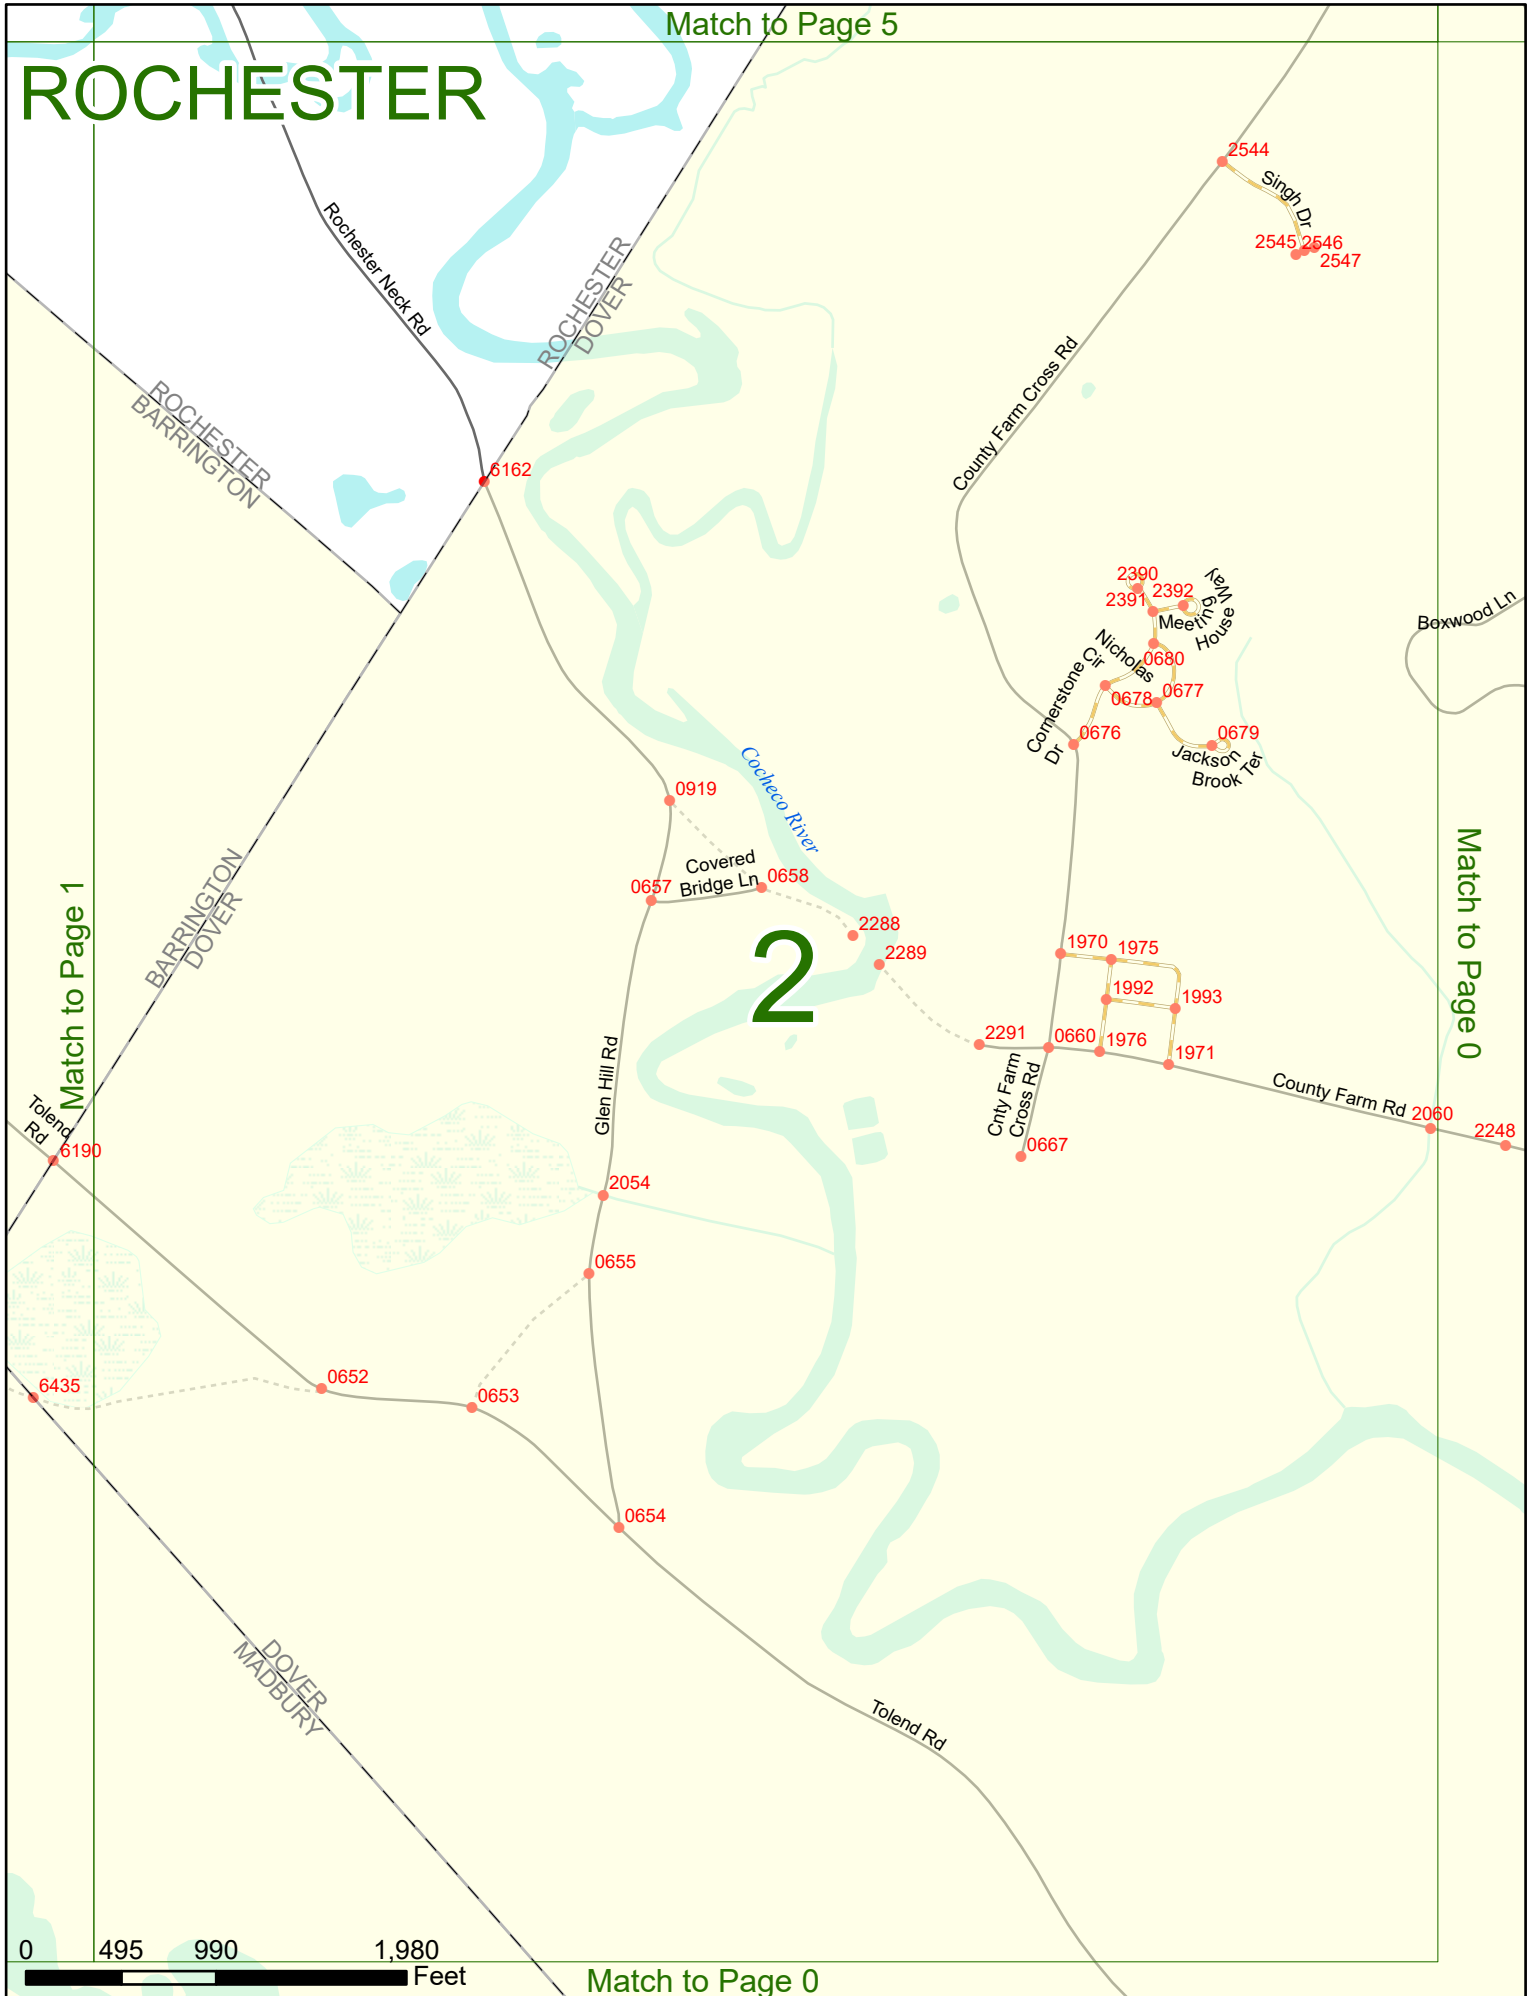 Match to Page 5
ROCHESTER
2544
Singh Dr
2545
2546
2547
Rochester Neck Rd
ROCHESTER
DOVER
County Farm Cross Rd
ROCHESTER
BARRINGTON
6162
2390
2391
2392
Meeting
House
Way
Boxwood Ln
Nicholas
Cir
0680
0678
0677
Cornerstone
Dr
0676
0679
Jackson
Brook Ter
Cocheco River
0919
Covered
Bridge Ln
0657
0658
Match to Page 1
BARRINGTON
DOVER
Match to Page 0
2288
2
2289
1970
1975
1992
1993
2291
0660
1976
1971
Glen Hill Rd
Cnty Farm
Cross Rd
County Farm Rd
2060
2248
Tolend
Rd
6190
0667
2054
0655
6435
0652
0653
0654
DOVER
MADBURY
Tolend Rd
0 495 990 1,980
Feet
Match to Page 0